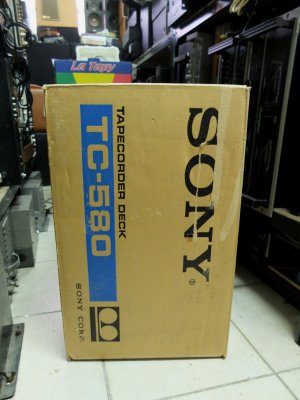 LA Tapy
SONY®
TAPECORDER DECK
TC-580
SONY CORP.